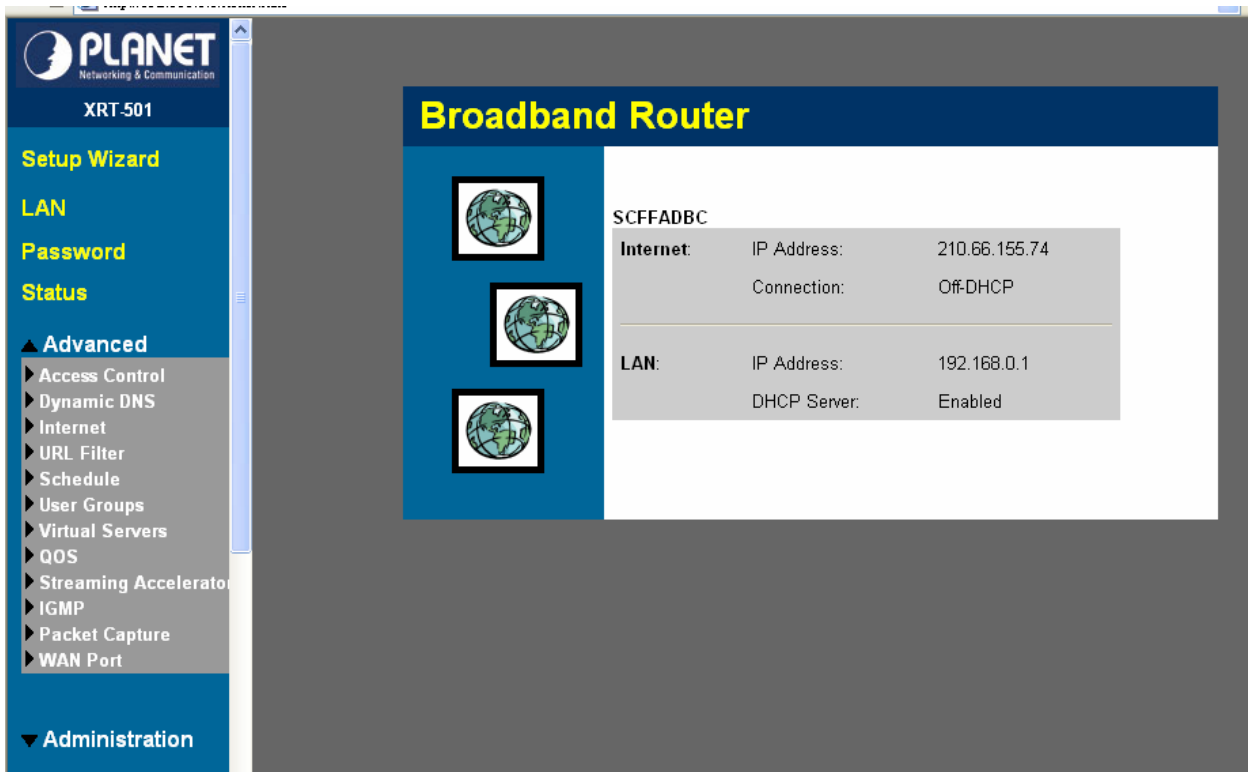 PLANET
Networking & Communication
XRT-501
Setup Wizard
LAN
Password
Status
Advanced
Access Control
Dynamic DNS
Internet
URL Filter
Schedule
User Groups
Virtual Servers
QOS
Streaming Accelerator
IGMP
Packet Capture
WAN Port
Administration
Broadband Router
SCFFADBC
Internet: IP Address: 210.66.155.74
Connection: Off-DHCP
LAN: IP Address: 192.168.0.1
DHCP Server: Enabled